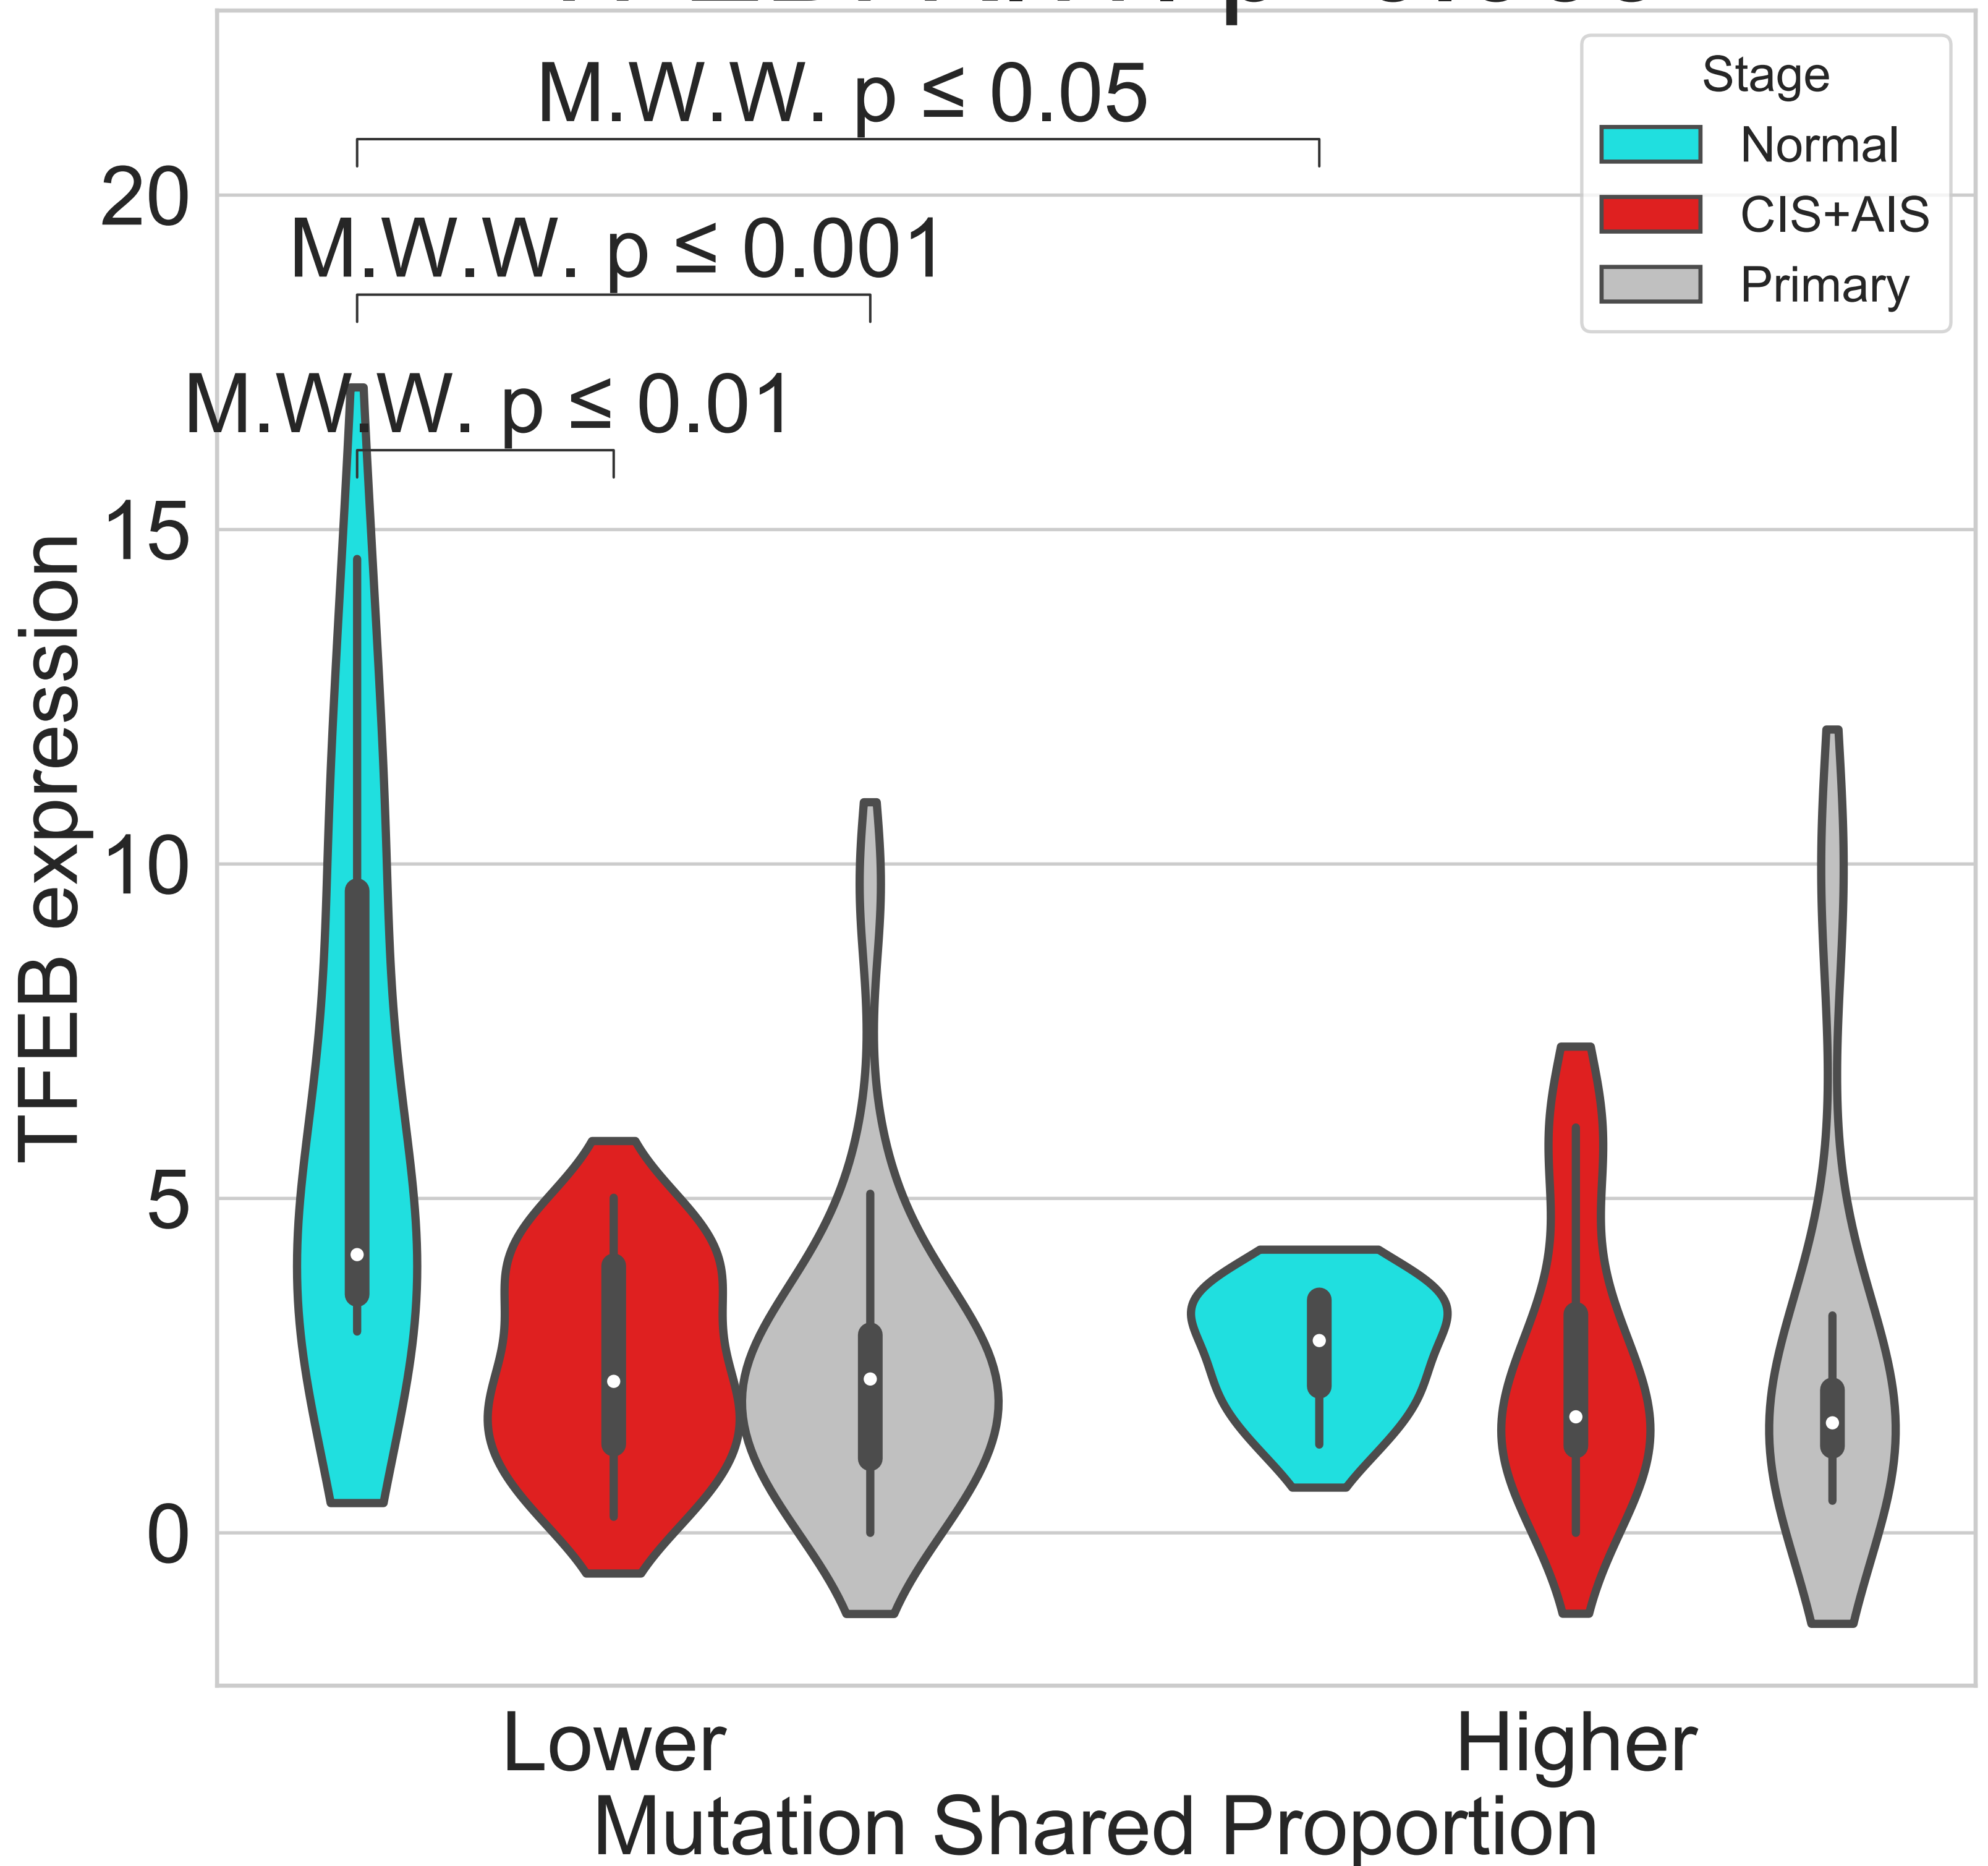 M.W.W. p ≤ 0.05
M.W.W. p ≤ 0.001
M.W.W. p ≤ 0.01
Stage
Normal
CIS+AIS
Primary
20
15
10
5
0
TFEB expression
Lower
Higher
Mutation Shared Proportion